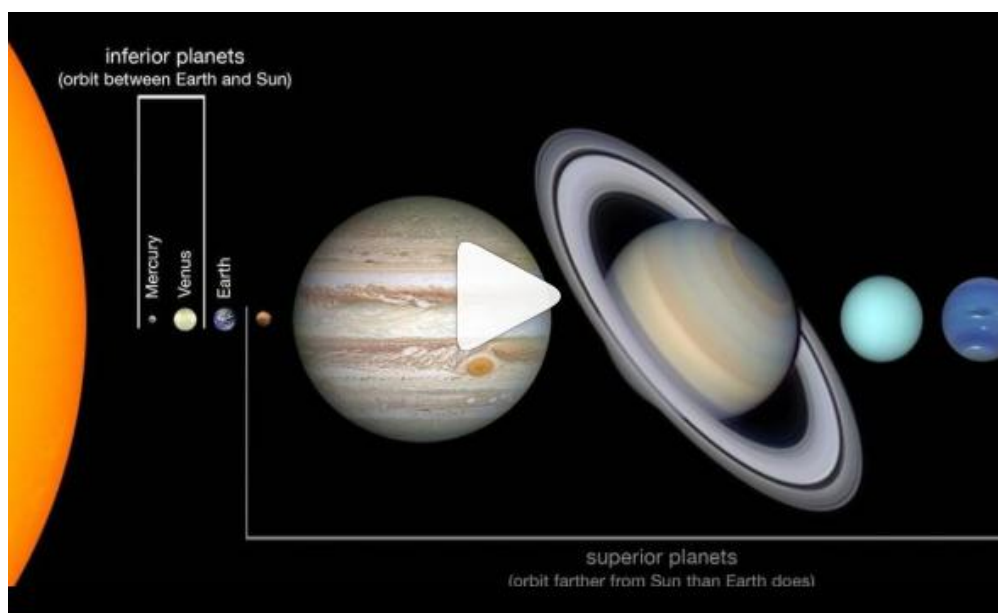 inferior planets
(orbit between Earth and Sun)
Mercury
Venus
Earth
superior planets
(orbit farther from Sun than Earth does)